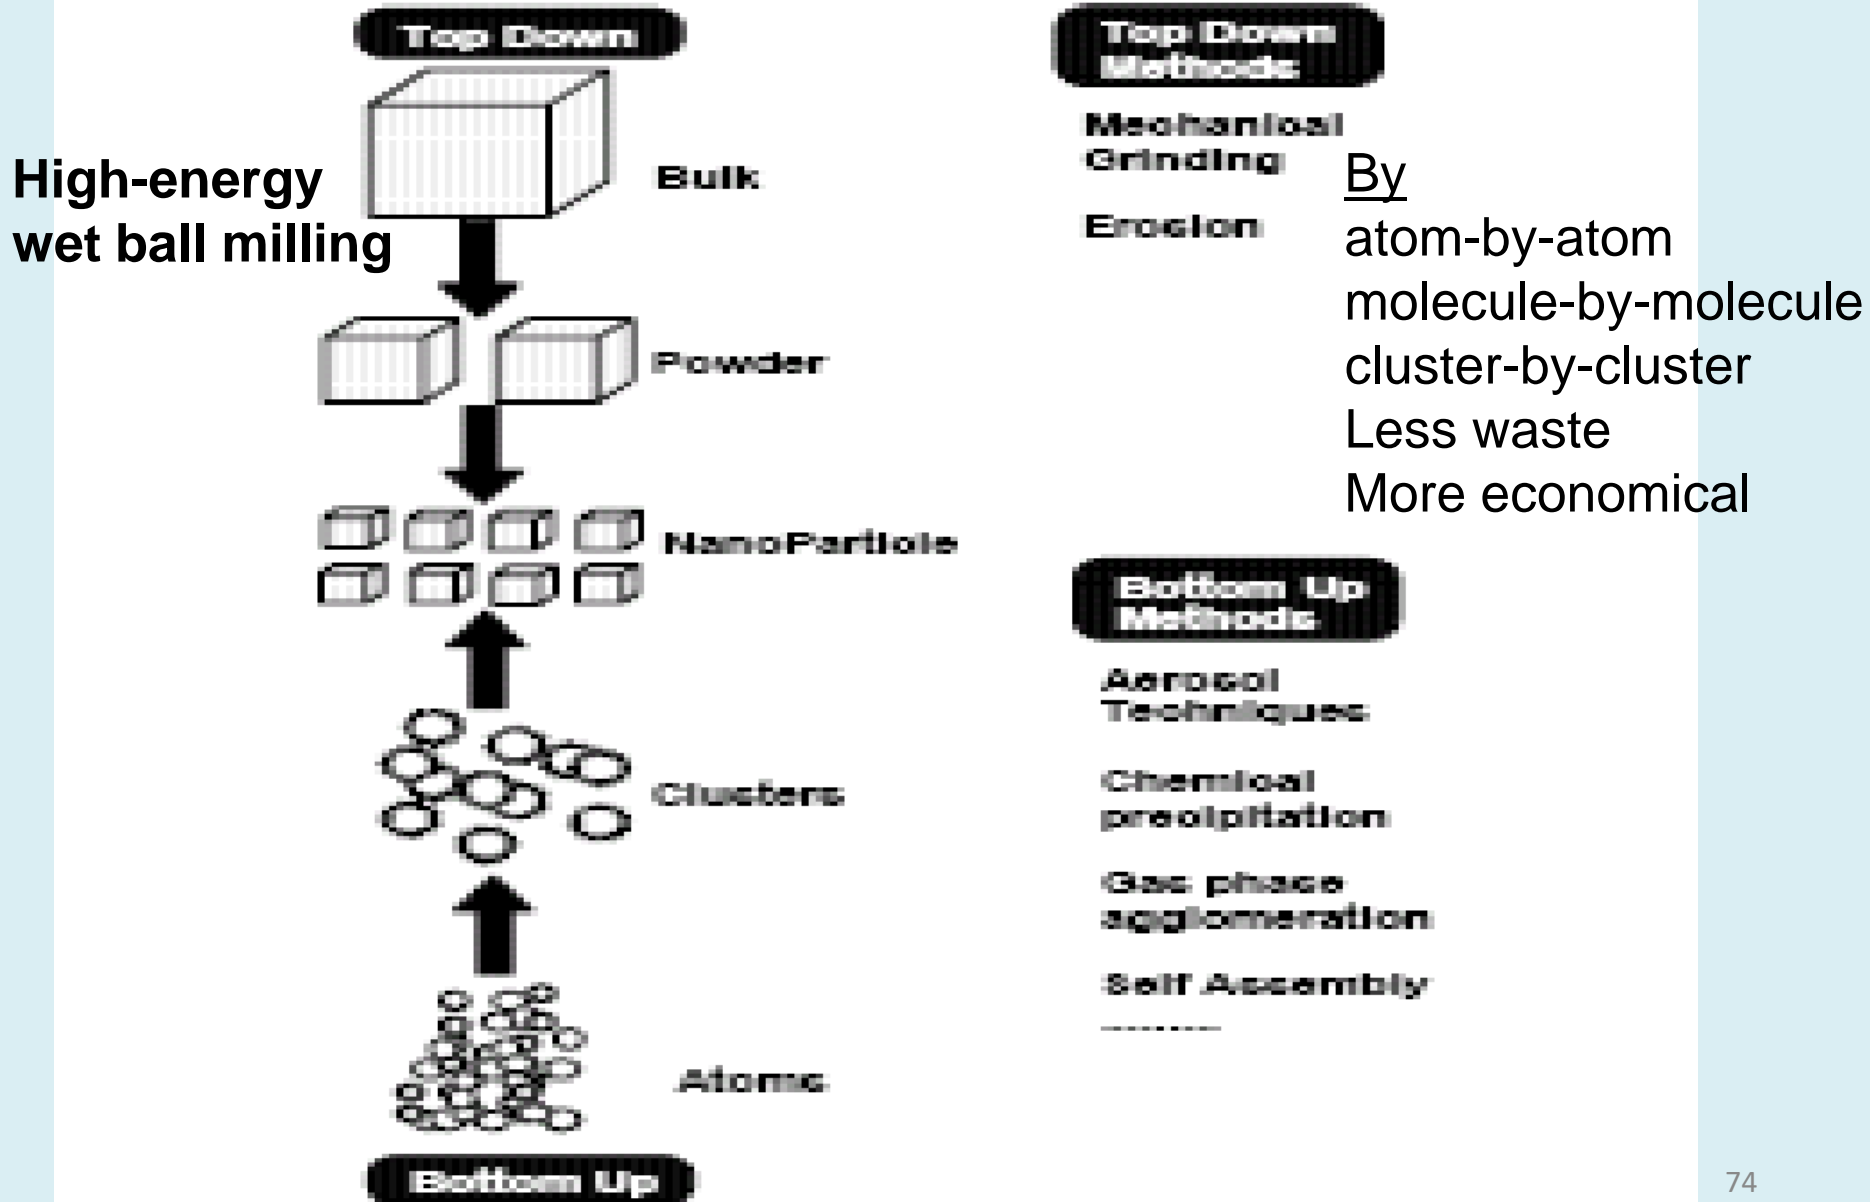 Top Down
High-energy
wet ball milling
Bulk
Powder
NanoParticle
Clusters
Atoms
Bottom Up
Top Down
Methods
Mechanical
Grinding
Erosion
By
atom-by-atom
molecule-by-molecule
cluster-by-cluster
Less waste
More economical
Bottom Up
Methods
Aerosol
Techniques
Chemical
precipitation
Gas phase
agglomeration
Self Assembly
74